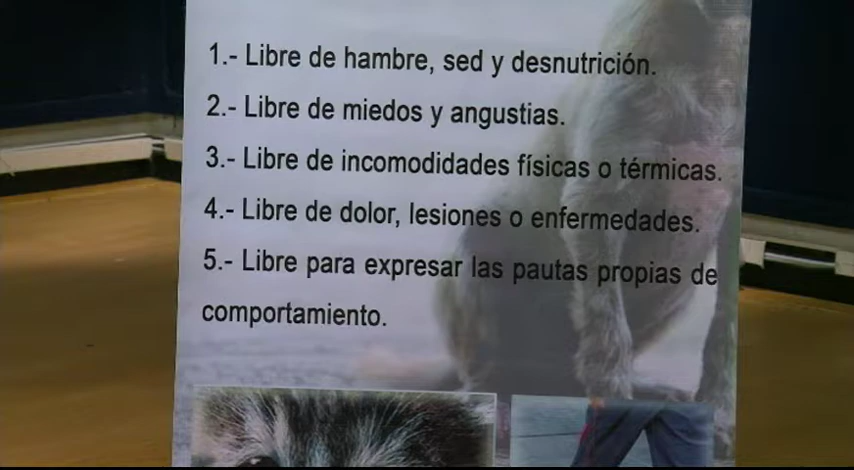 1.- Libre de hambre, sed y desnutrición.
2.- Libre de miedos y angustias.
3.- Libre de incomodidades físicas o térmicas.
4.- Libre de dolor, lesiones o enfermedades.
5.- Libre para expresar las pautas propias de
comportamiento.